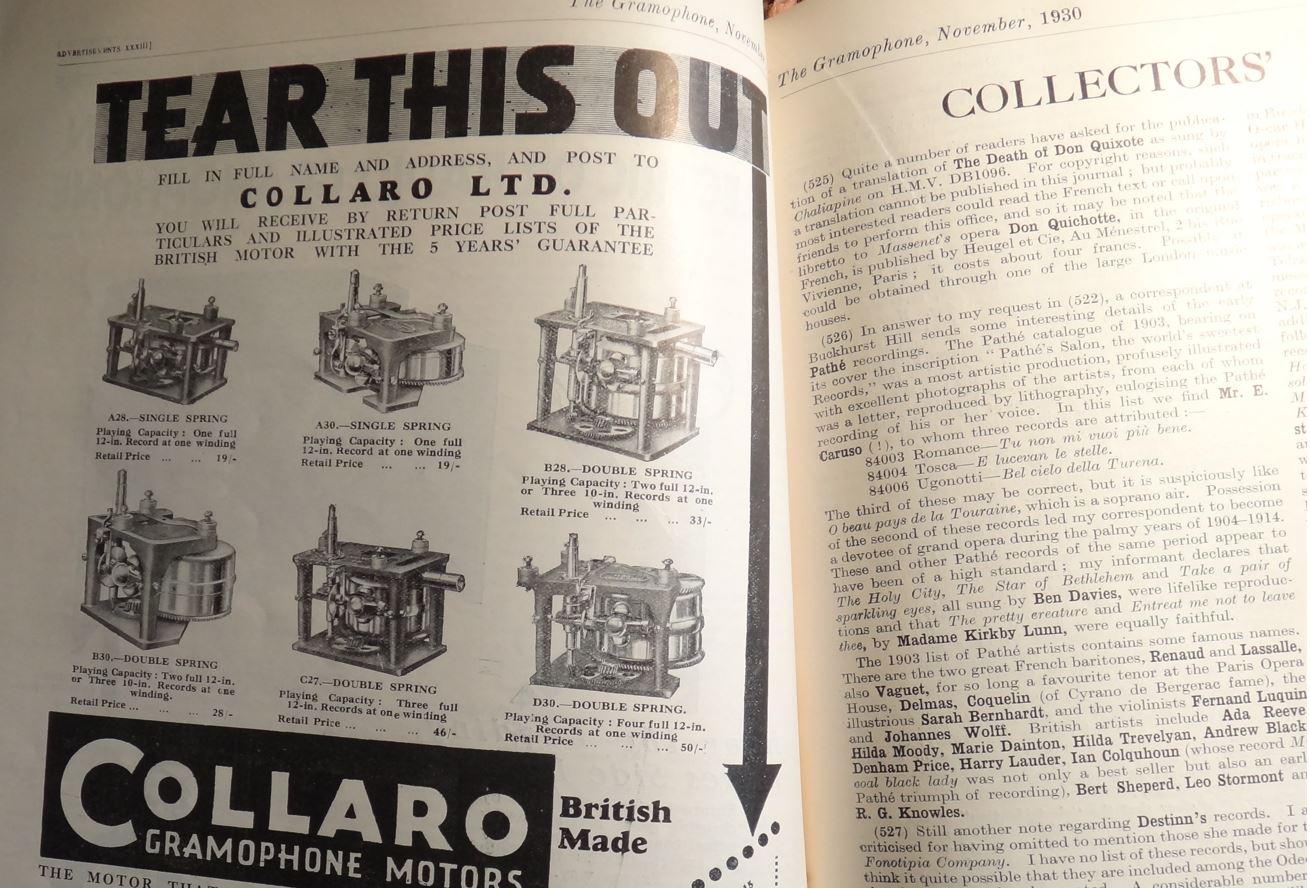 ADVERTISEMENTS XXXIII]
The Gramophone, Novembe
TEAR THIS OUT
FILL IN FULL NAME AND ADDRESS, AND POST TO
COLLARO LTD.
YOU WILL RECEIVE BY RETURN POST FULL PAR-
TICULARS AND ILLUSTRATED PRICE LISTS OF THE
BRITISH MOTOR WITH THE 5 YEARS' GUARANTEE
A28.—SINGLE SPRING
Playing Capacity : One full
12-in. Record at one winding
Retail Price ... ... 19/-
A30.—SINGLE SPRING
Playing Capacity : One full
12-in. Record at one winding
Retail Price ... ... 19/-
B28.—DOUBLE SPRING
Playing Capacity : Two full 12-in.
or Three 10-in. Records at one
winding
Retail Price ... ... ... 33/-
B30.—DOUBLE SPRING
Playing Capacity : Two full 12-in.
or Three 10-in. Records at one
winding.
Retail Price ... ... 28/-
C27.—DOUBLE SPRING
Playing Capacity : Three full
12-in. Records at one winding
Retail Price ... ... ... 46/-
D30.—DOUBLE SPRING.
Playing Capacity : Four full 12-in.
Records at one winding
Retail Price ... ... ... 50/-
COLLARO
GRAMOPHONE MOTORS
British
Made
THE MOTOR
The Gramophone, November, 1930
COLLECTORS'
(525) Quite a number of readers have asked for the publica-
tion of a translation of The Death of Don Quixote as sung by
Chaliapine on H.M.V. DB1096. For copyright reasons, such
a translation cannot be published in this journal ; but probably
most interested readers could read the French text or call upon
friends to perform this office, and so it may be noted that the
libretto to Massenet's opera Don Quichotte, in the original
French, is published by Heugel et Cie, Au Ménestrel, 2 bis Rue
Vivienne, Paris ; it costs about four francs. Possibly it
could be obtained through one of the large London music
houses.
(526) In answer to my request in (522), a correspondent at
Buckhurst Hill sends some interesting details of the early
Pathé recordings. The Pathé catalogue of 1903, bearing on
its cover the inscription " Pathé's Salon, the world's sweetest
Records," was a most artistic production, profusely illustrated
with excellent photographs of the artists, from each of whom
was a letter, reproduced by lithography, eulogising the Pathé
recording of his or her voice. In this list we find Mr. E.
Caruso (!), to whom three records are attributed :—
84003 Romance—Tu non mi vuoi più bene.
84004 Tosca—E lucevan le stelle.
84006 Ugonotti—Bel cielo della Turena.
The third of these may be correct, but it is suspiciously like
O beau pays de la Touraine, which is a soprano air. Possession
of the second of these records led my correspondent to become
a devotee of grand opera during the palmy years of 1904-1914.
These and other Pathé records of the same period appear to
have been of a high standard ; my informant declares that
The Holy City, The Star of Bethlehem and Take a pair of
sparkling eyes, all sung by Ben Davies, were lifelike reproduc-
tions and that The pretty creature and Entreat me not to leave
thee, by Madame Kirkby Lunn, were equally faithful.
The 1903 list of Pathé artists contains some famous names.
There are the two great French baritones, Renaud and Lassalle,
also Vaguet, for so long a favourite tenor at the Paris Opera
House, Delmas, Coquelin (of Cyrano de Bergerac fame), the
illustrious Sarah Bernhardt, and the violinists Fernand Luquin
and Johannes Wolff. British artists include Ada Reeve
Hilda Moody, Marie Dainton, Hilda Trevelyan, Andrew Black
Denham Price, Harry Lauder, Ian Colquhoun (whose record M
coal black lady was not only a best seller but also an earl
Pathé triumph of recording), Bert Sheperd, Leo Stormont an
R. G. Knowles.
(527) Still another note regarding Destinn's records. I a
criticised for having omitted to mention those she made for t
Fonotipia Company. I have no list of these records, but shou
think it quite possible that they are included among the Ode
A considerable number